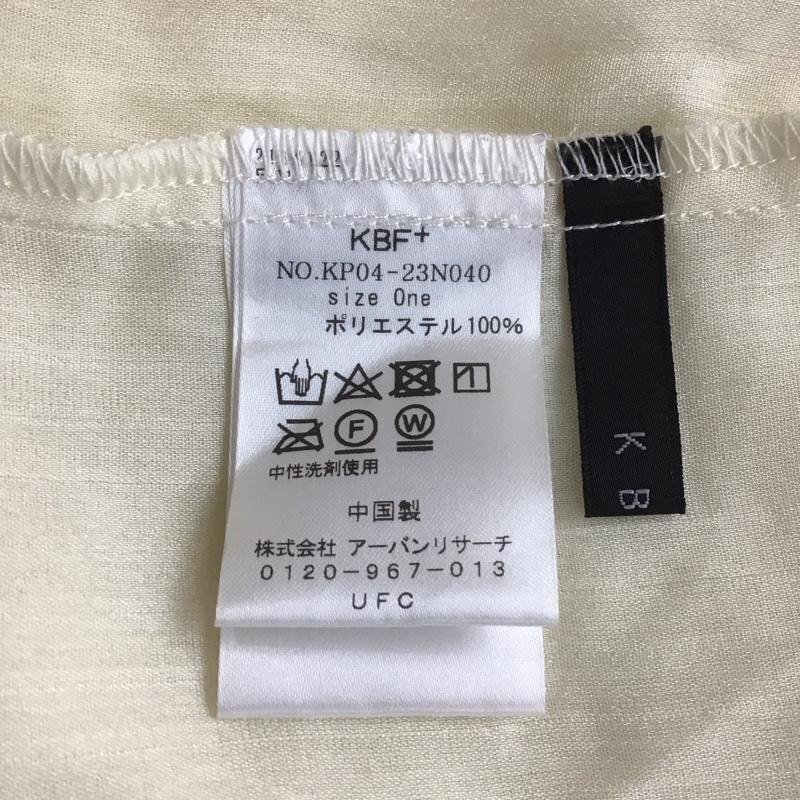 KBF+
NO.KP04-23N040
size One
ポリエステル100%
F W
中性洗剤使用
中国製
株式会社 アーバンリサーチ
0120-967-013
UFC
K B